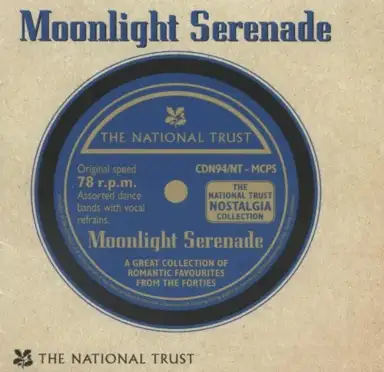 Moonlight Serenade
THE NATIONAL TRUST
Original speed
78 r.p.m.
Assorted dance
bands with vocal
refrains.
CDN94/NT - MCPS
THE
NATIONAL TRUST
NOSTALGIA
COLLECTION
Moonlight Serenade
A GREAT COLLECTION OF
ROMANTIC FAVOURITES
FROM THE FORTIES
THE NATIONAL TRUST